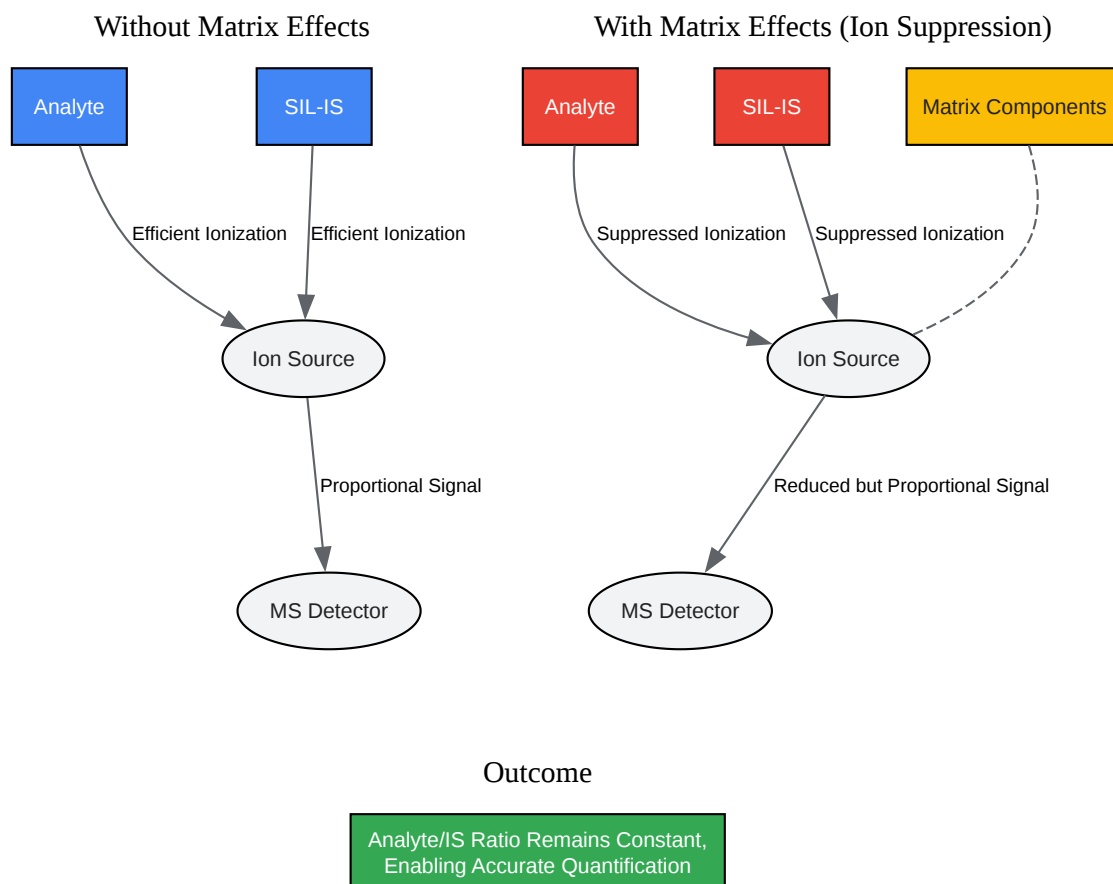 Without Matrix Effects
Analyte
SIL-IS
Efficient Ionization
Efficient Ionization
Ion Source
Proportional Signal
MS Detector
With Matrix Effects (Ion Suppression)
Analyte
SIL-IS
Matrix Components
Suppressed Ionization
Suppressed Ionization
Ion Source
Reduced but Proportional Signal
MS Detector
Outcome
Analyte/IS Ratio Remains Constant,
Enabling Accurate Quantification